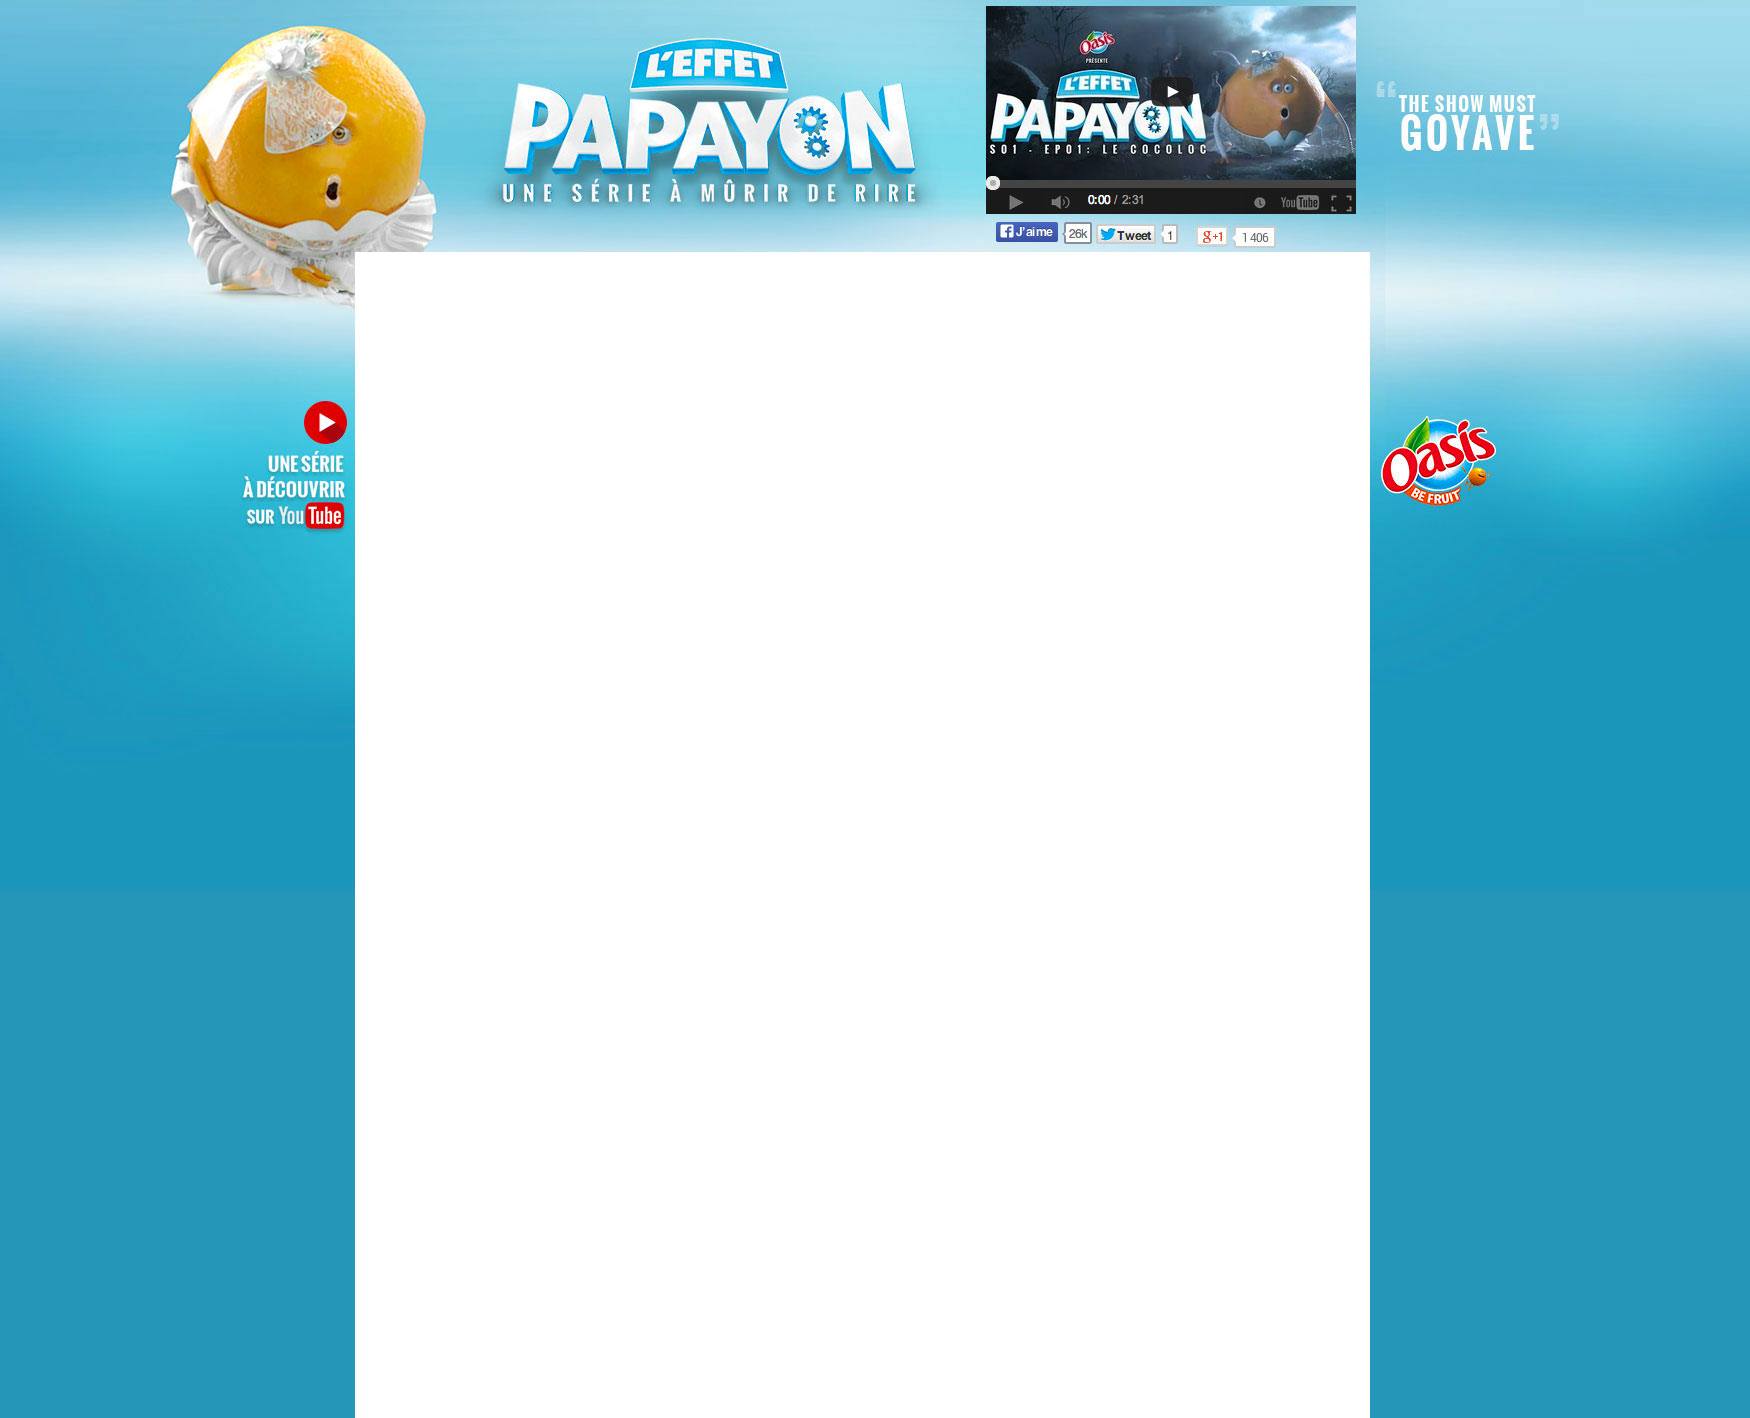 L'EFFET
PAPAYON
UNE SÉRIE À MÛRIR DE RIRE
Oasis
PRÉSENTE
L'EFFET
PAPAYON
S01 - EP01: LE COCOLOC
0:00 / 2:31
YouTube
J'aime 26k Tweet 1 g+1 1 406
“THE SHOW MUST
GOYAVE”
UNE SÉRIE
À DÉCOUVRIR
SUR YouTube
Oasis
BE FRUIT